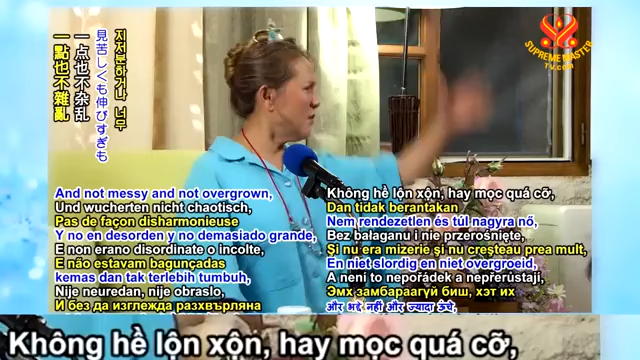 SUPREME MASTER
TV.com
지저분하거나 너무
見苦しくも伸びすぎも
一点也不杂乱
一點也不雜亂
And not messy and not overgrown,
Und wucherten nicht chaotisch,
Pas de façon disharmonieuse
Y no en desorden y no demasiado grande,
E non erano disordinate o incolte,
E não estavam bagunçadas
kemas dan tak terlebih tumbuh,
Nije neuredan, nije obraslo,
И без да изглежда разхвърляна
Không hề lộn xộn, hay mọc quá cỡ,
Dan tidak berantakan
Nem rendezetlen és túl nagyra nő,
Bez bałaganu i nie przerośnięte,
Şi nu era mizerie şi nu creşteau prea mult,
En niet slordig en niet overgroeid,
A není to nepořádek a nepřerůstají,
Эмх замбараагүй биш, хэт их
और भद्दे नहीं और ज्यादा ऊंचे,
Không hề lộn xộn, hay mọc quá cỡ,